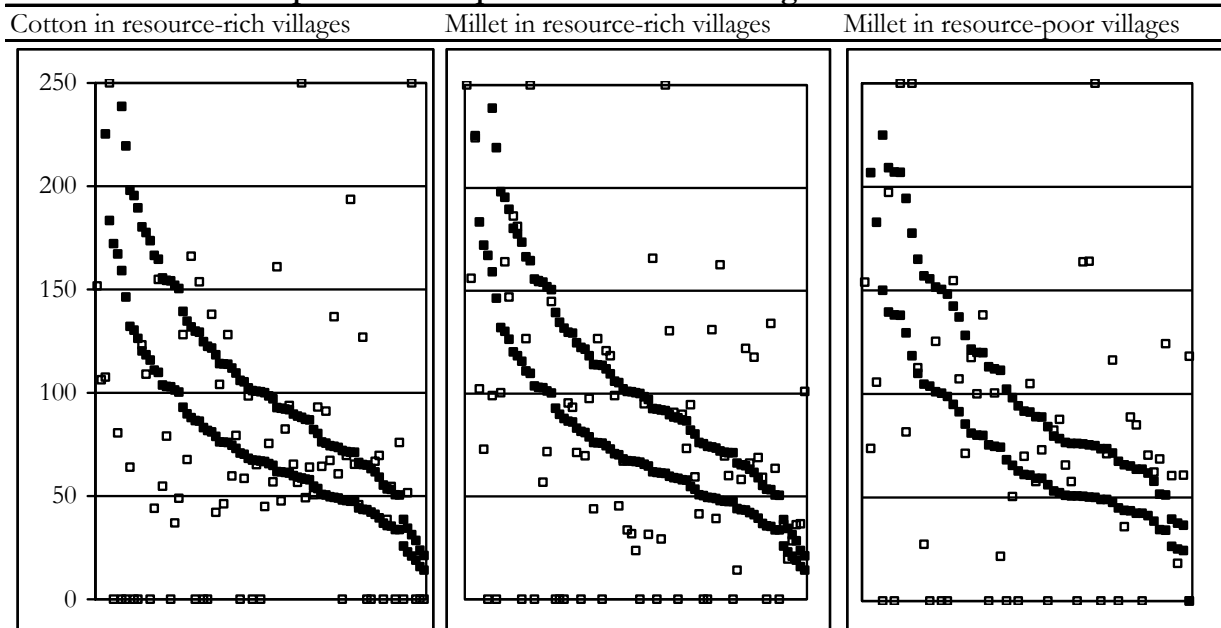 Cotton in resource-rich villages
Millet in resource-rich villages
Millet in resource-poor villages
250
200
150
100
50
0